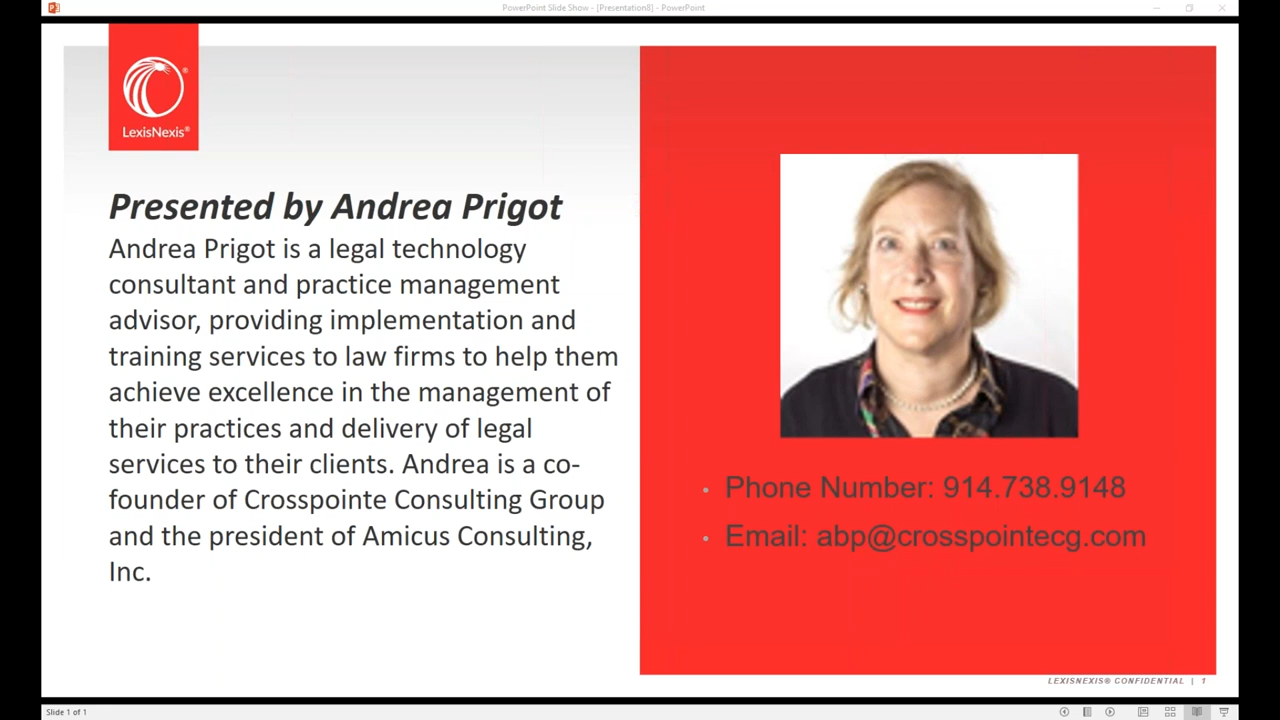 PowerPoint Slide Show - [Presentation8] - PowerPoint
LexisNexis®
Presented by Andrea Prigot
Andrea Prigot is a legal technology
consultant and practice management
advisor, providing implementation and
training services to law firms to help them
achieve excellence in the management of
their practices and delivery of legal
services to their clients. Andrea is a co-
founder of Crosspointe Consulting Group
and the president of Amicus Consulting,
Inc.
• Phone Number: 914.738.9148
• Email: abp@crosspointecg.com
LEXISNEXIS® CONFIDENTIAL | 1
Slide 1 of 1